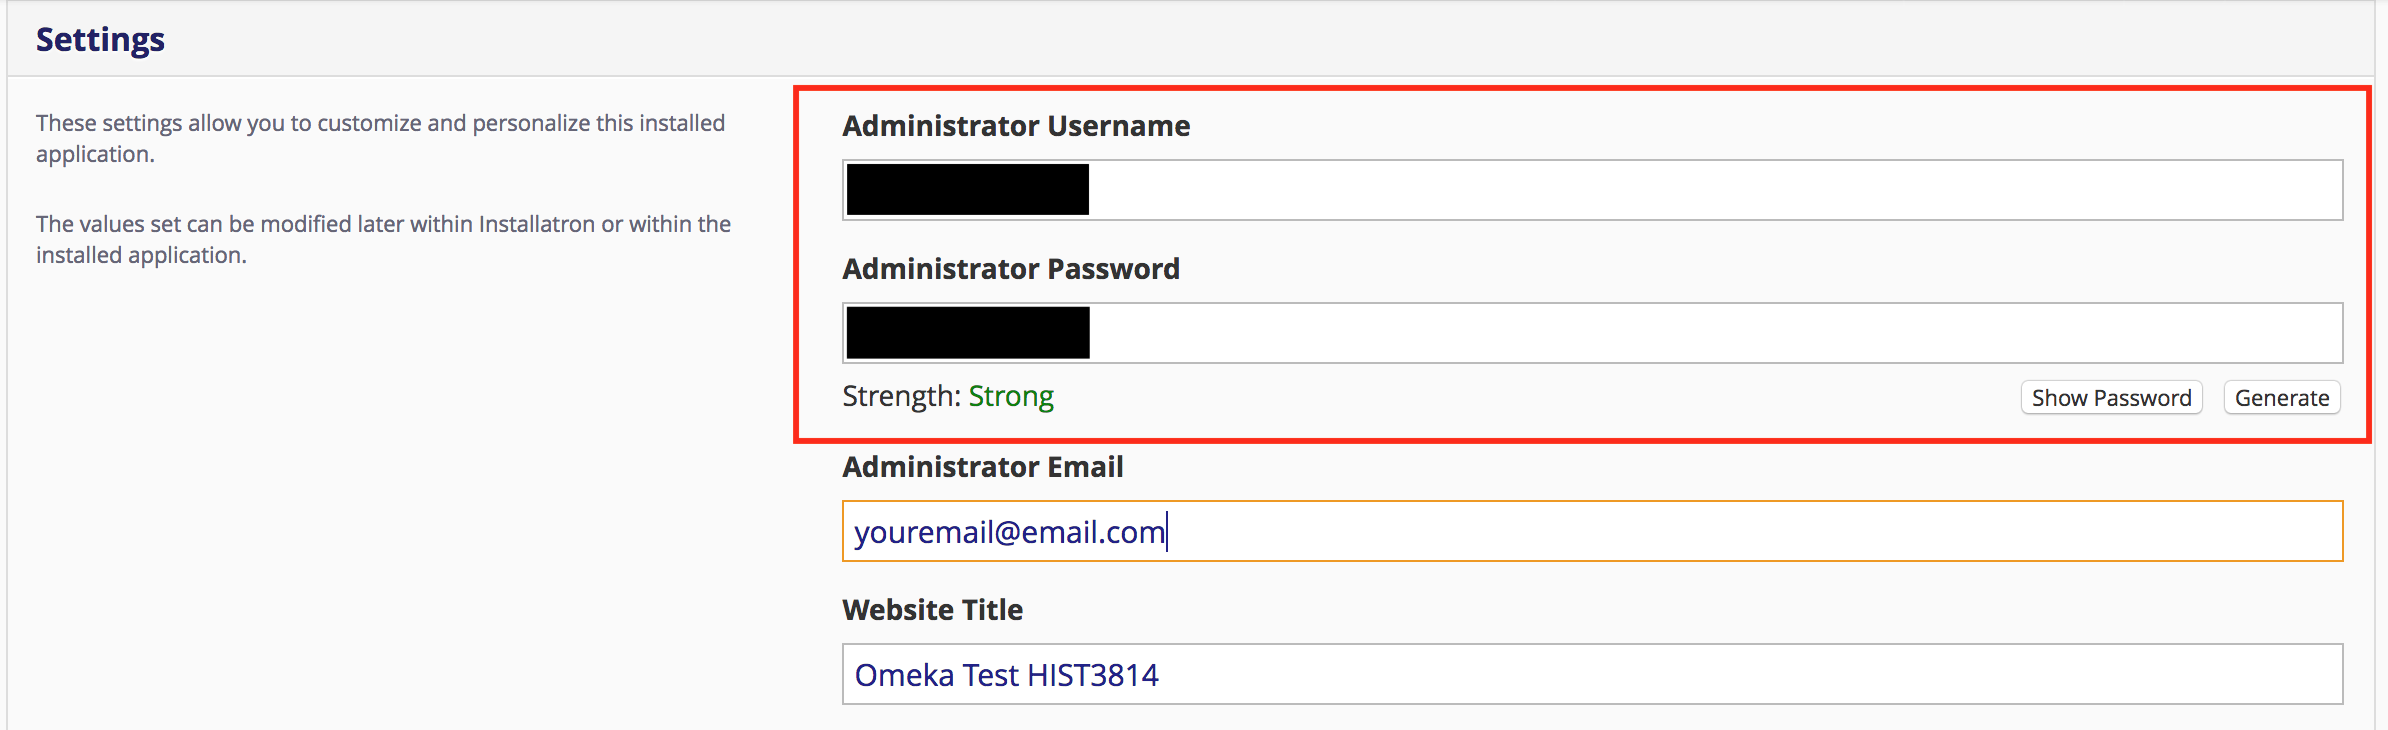 Settings
These settings allow you to customize and personalize this installed
application.
The values set can be modified later within Installatron or within the
installed application.
Administrator Username
Administrator Password
Strength: Strong
Show Password
Generate
Administrator Email
youremail@email.com
Website Title
Omeka Test HIST3814